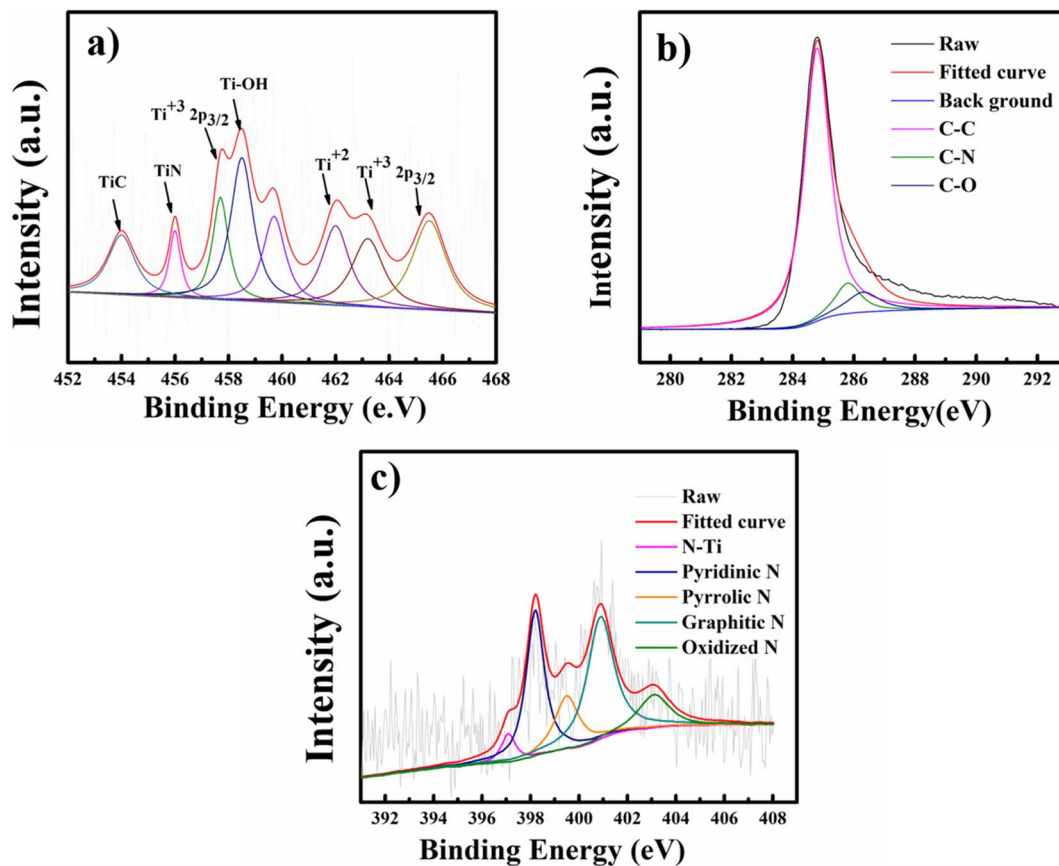 a)
Intensity (a.u.)
TiC
TiN
Ti+3 2p3/2
Ti-OH
Ti+2
Ti+3 2p3/2
452 454 456 458 460 462 464 466 468
Binding Energy (e.V)
b)
Intensity (a.u.)
Raw
Fitted curve
Back ground
C-C
C-N
C-O
280 282 284 286 288 290 292
Binding Energy(eV)
c)
Intensity (a.u.)
Raw
Fitted curve
N-Ti
Pyridinic N
Pyrrolic N
Graphitic N
Oxidized N
392 394 396 398 400 402 404 406 408
Binding Energy (eV)